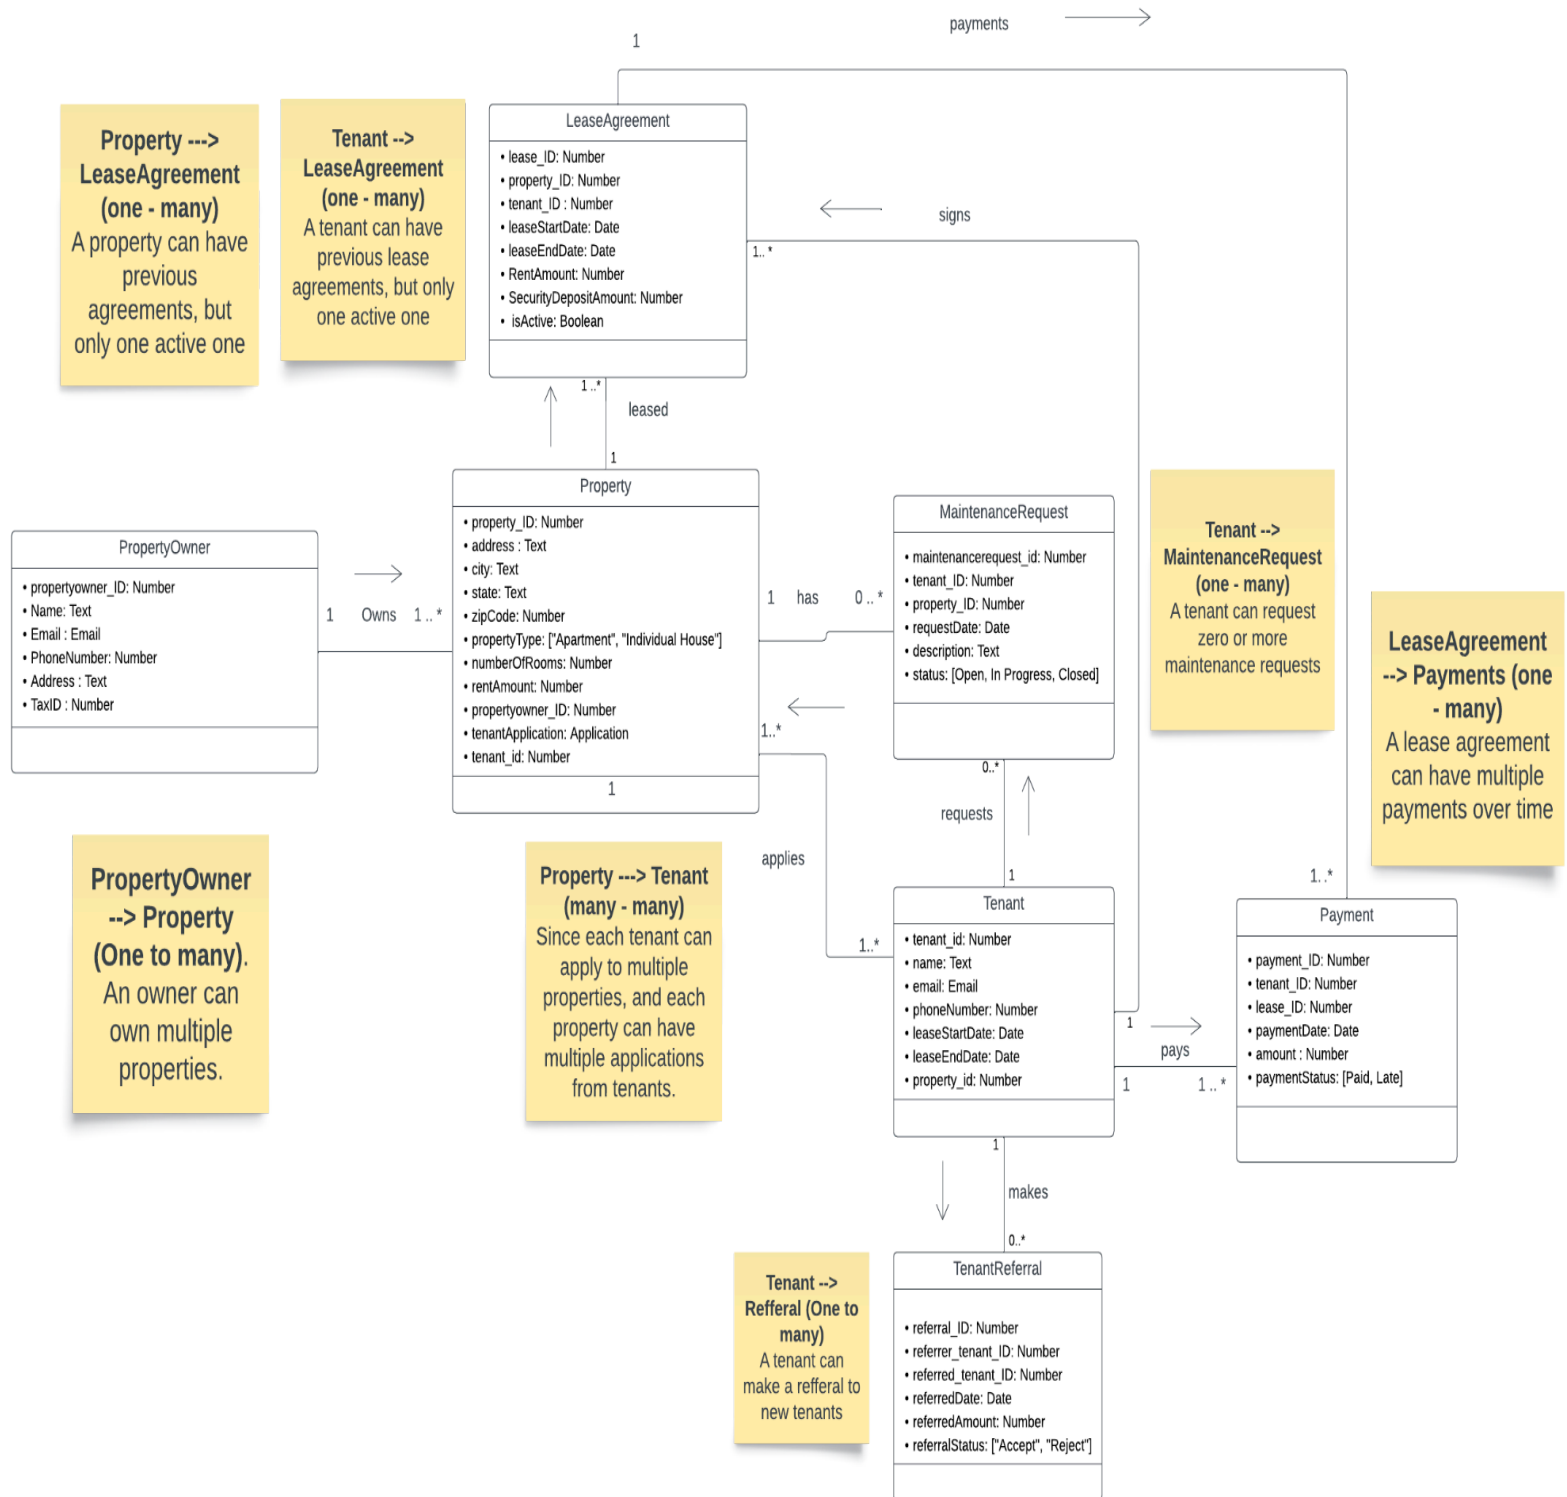 payments
1
Property --->
LeaseAgreement
(one - many)
A property can have
previous
agreements, but
only one active one
Tenant -->
LeaseAgreement
(one - many)
A tenant can have
previous lease
agreements, but only
one active one
LeaseAgreement
• lease_ID: Number
• property_ID: Number
• tenant_ID : Number
• leaseStartDate: Date
• leaseEndDate: Date
• RentAmount: Number
• SecurityDepositAmount: Number
• isActive: Boolean
signs
1.. *
1 ..*
leased
1
Property
• property_ID: Number
• address : Text
• city: Text
• state: Text
• zipCode: Number
• propertyType: ["Apartment", "Individual House"]
• numberOfRooms: Number
• rentAmount: Number
• propertyowner_ID: Number
• tenantApplication: Application
• tenant_id: Number
1
PropertyOwner
• propertyowner_ID: Number
• Name: Text
• Email : Email
• PhoneNumber: Number
• Address : Text
• TaxID : Number
1 Owns 1 .. *
MaintenanceRequest
• maintenancerequest_id: Number
• tenant_ID: Number
• property_ID: Number
• requestDate: Date
• description: Text
• status: [Open, In Progress, Closed]
1 has 0 .. *
1..*
0..*
requests
1
applies
1..*
Tenant -->
MaintenanceRequest
(one - many)
A tenant can request
zero or more
maintenance requests
LeaseAgreement
--> Payments (one
- many)
A lease agreement
can have multiple
payments over time
1. .*
PropertyOwner
--> Property
(One to many).
An owner can
own multiple
properties.
Property ---> Tenant
(many - many)
Since each tenant can
apply to multiple
properties, and each
property can have
multiple applications
from tenants.
Tenant
• tenant_id: Number
• name: Text
• email: Email
• phoneNumber: Number
• leaseStartDate: Date
• leaseEndDate: Date
• property_id: Number
1
pays
1 1 .. *
Payment
• payment_ID: Number
• tenant_ID: Number
• lease_ID: Number
• paymentDate: Date
• amount : Number
• paymentStatus: [Paid, Late]
1
makes
0..*
Tenant -->
Refferal (One to
many)
A tenant can
make a refferal to
new tenants
TenantReferral
• referral_ID: Number
• referrer_tenant_ID: Number
• referred_tenant_ID: Number
• referredDate: Date
• referredAmount: Number
• referralStatus: ["Accept", "Reject"]